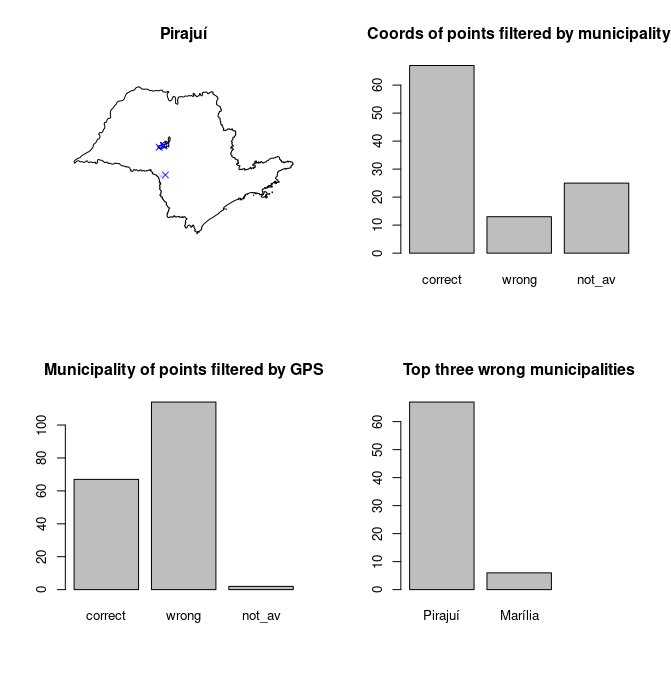 Pirajuí
Coords of points filtered by municipality
0 10 20 30 40 50 60
correct wrong not_av
Municipality of points filtered by GPS
0 20 40 60 80 100
correct wrong not_av
Top three wrong municipalities
0 10 20 30 40 50 60
Pirajuí Marília